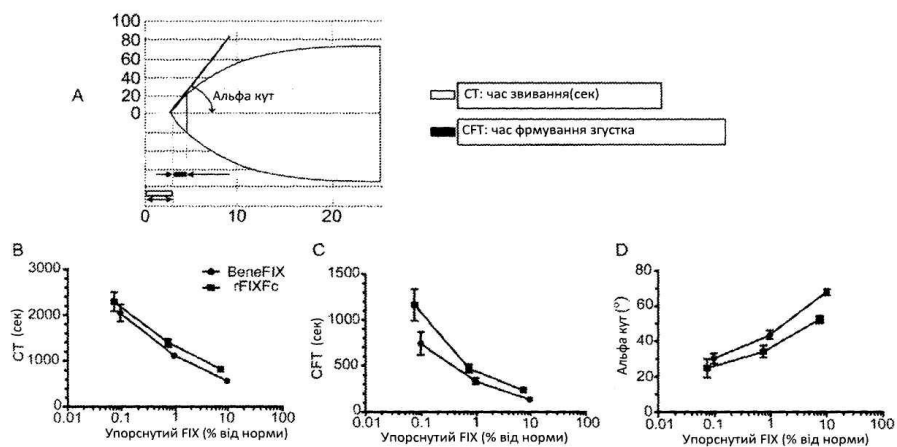 100
80
60
40
20
0
A
Альфа кут
0 10 20
CT: час звивання(сек)
CFT: час фрмування згустка
B
3000
2000
1000
0
CT (сек)
BeneFIX
rFIXFc
0.01 0.1 1 10 100
Упорснутий FIX (% від норми)
C
1500
1000
500
0
CFT (сек)
0.01 0.1 1 10 100
Упорснутий FIX (% від норми)
D
80
60
40
20
0
Альфа кут (°)
0.01 0.1 1 10 100
Упорснутий FIX (% від норми)